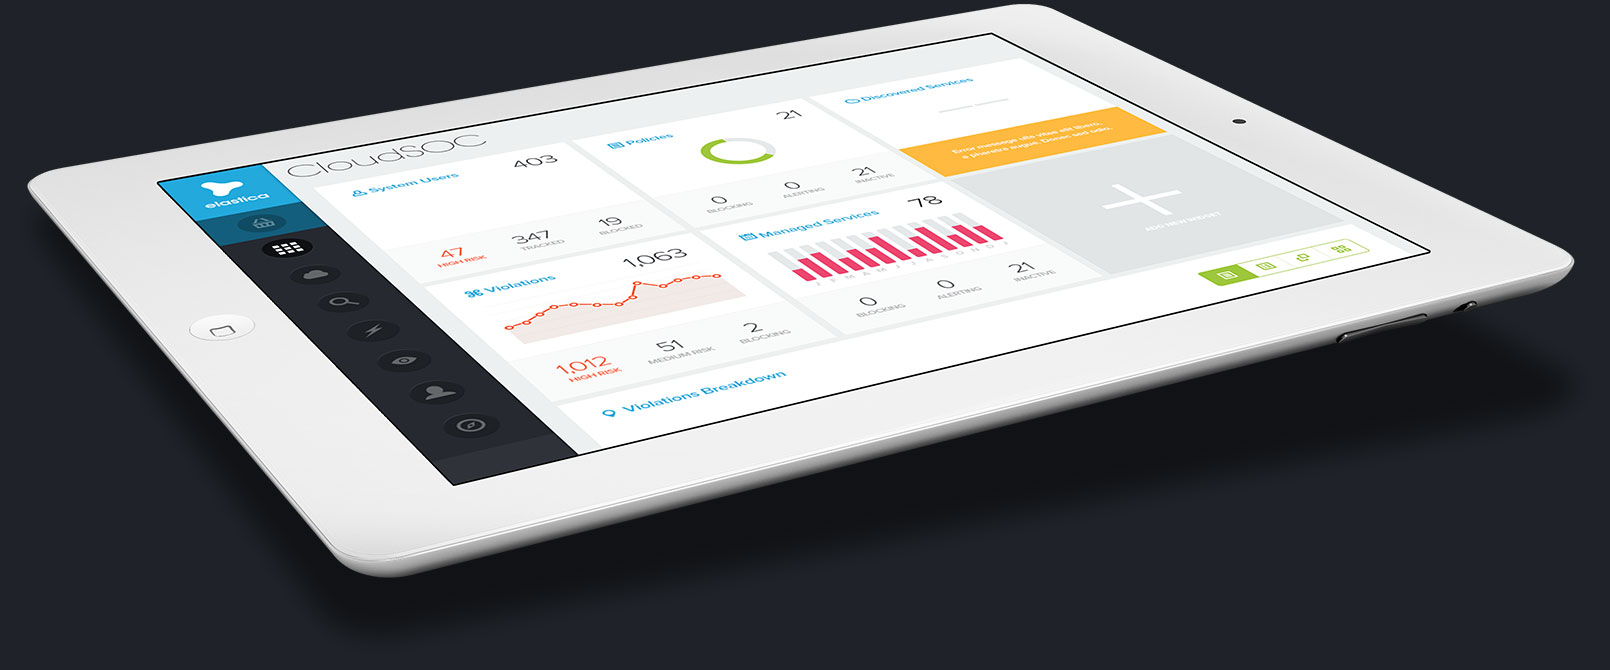 elastica
CloudSOC
System Users
403
47
HIGH RISK
347
TRACKED
19
BLOCKED
Policies
21
0
BLOCKING
0
ALERTING
21
INACTIVE
Discovered Services
Error message ulla vitae elit libero,
a pharetra augue. Donec sed odio.
Violations
1,063
1,012
HIGH RISK
51
MEDIUM RISK
2
BLOCKING
Managed Services
78
J F M A M J J A S O N D J
0
BLOCKING
0
ALERTING
21
INACTIVE
ADD NEW WIDGET
Violations Breakdown